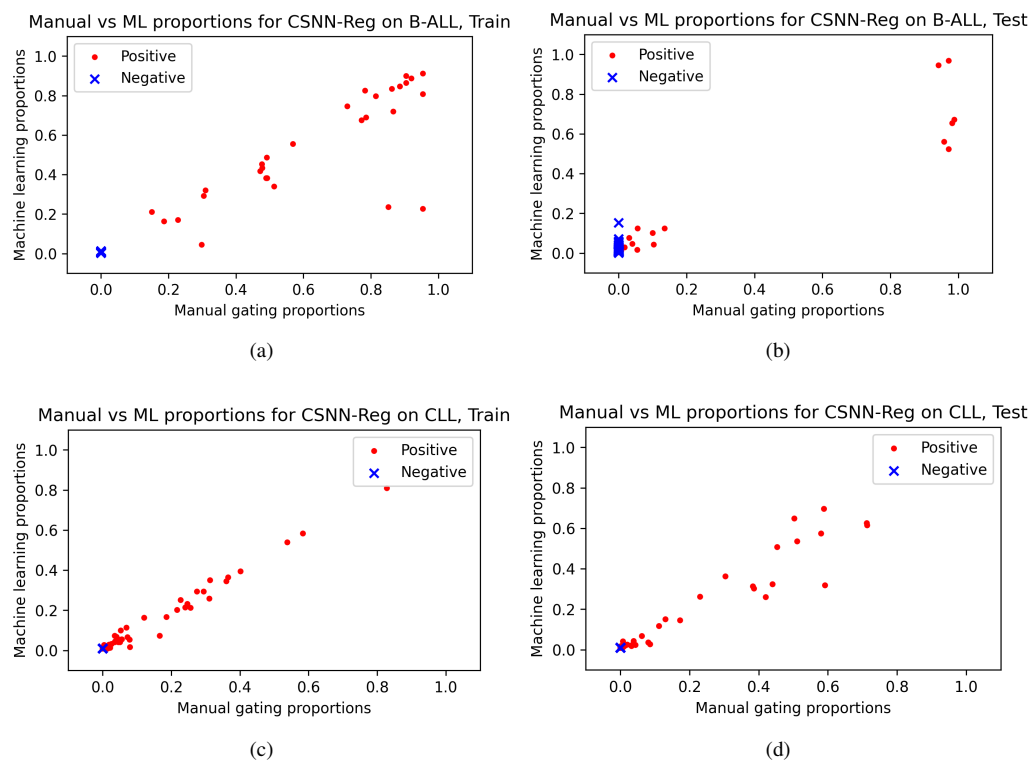 Manual vs ML proportions for CSNN-Reg on B-ALL, Train
1.0
0.8
0.6
0.4
0.2
0.0
Machine learning proportions
Positive
Negative
0.0 0.2 0.4 0.6 0.8 1.0
Manual gating proportions
(a)
Manual vs ML proportions for CSNN-Reg on B-ALL, Test
1.0
0.8
0.6
0.4
0.2
0.0
Machine learning proportions
Positive
Negative
0.0 0.2 0.4 0.6 0.8 1.0
Manual gating proportions
(b)
Manual vs ML proportions for CSNN-Reg on CLL, Train
1.0
0.8
0.6
0.4
0.2
0.0
Machine learning proportions
Positive
Negative
0.0 0.2 0.4 0.6 0.8 1.0
Manual gating proportions
(c)
Manual vs ML proportions for CSNN-Reg on CLL, Test
1.0
0.8
0.6
0.4
0.2
0.0
Machine learning proportions
Positive
Negative
0.0 0.2 0.4 0.6 0.8 1.0
Manual gating proportions
(d)